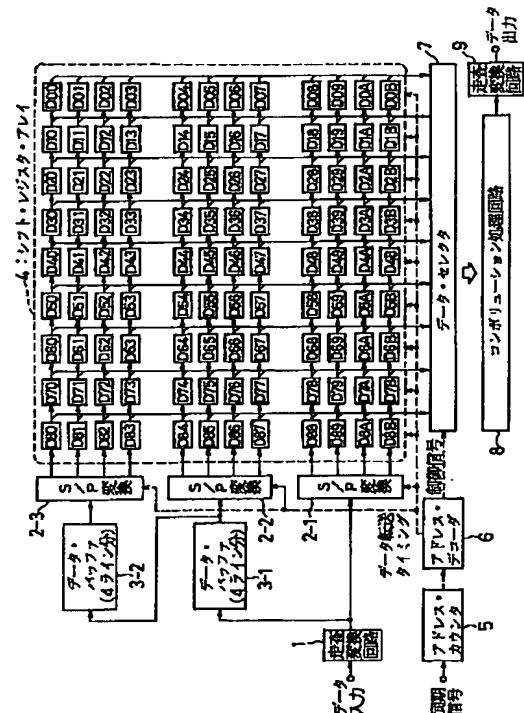 4:シフト・レジスタ・アレイ
D80 D70 D60 D50 D40 D30 D20 D10 D00
D81 D71 D61 D51 D41 D31 D21 D11 D01
D82 D72 D62 D52 D42 D32 D22 D12 D02
D83 D73 D63 D53 D43 D33 D23 D13 D03
D84 D74 D64 D54 D44 D34 D24 D14 D04
D85 D75 D65 D55 D45 D35 D25 D15 D05
D86 D76 D66 D56 D46 D36 D26 D16 D06
D87 D77 D67 D57 D47 D37 D27 D17 D07
D88 D78 D68 D58 D48 D38 D28 D18 D08
D89 D79 D69 D59 D49 D39 D29 D19 D09
D8A D7A D6A D5A D4A D3A D2A D1A D0A
D8B D7B D6B D5B D4B D3B D2B D1B D0B
2-3
S/P変換
2-2
S/P変換
2-1
S/P変換
データ・
バッファ
(4ライン分)
3-2
データ・
バッファ
(4ライン分)
3-1
データ
入力
1
走査
変換
回路
データ転送
タイミング
同期
信号
アドレス・
カウンタ
5
アドレス・
デコーダ
6
制御信号
データ・セレクタ
7
コンボリューション処理回路
8
走査
変換
回路
9
データ
出力